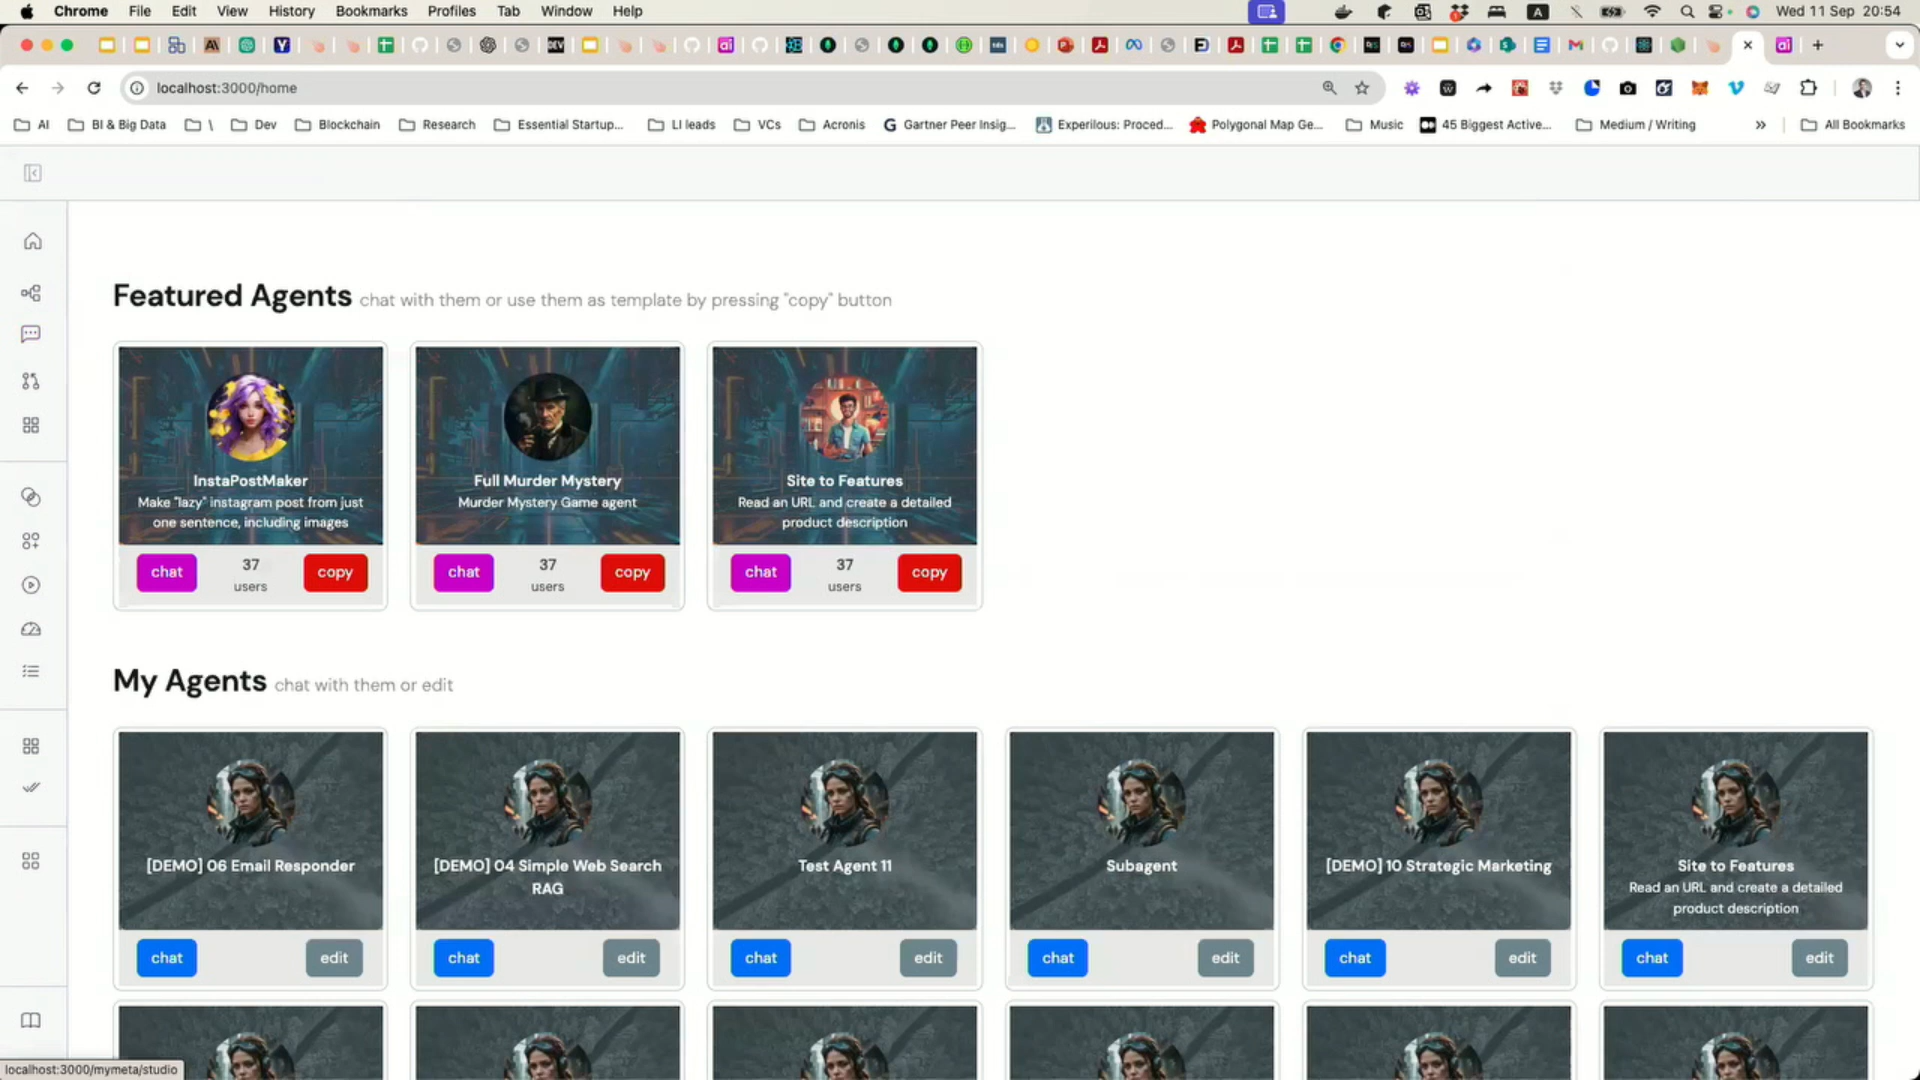 Chrome File Edit View History Bookmarks Profiles Tab Window Help
A
Wed 11 Sep 20:54
localhost:3000/home
AI
BI & Big Data
\
Dev
Blockchain
Research
Essential Startup...
LI leads
VCs
Acronis
Gartner Peer Insig...
Experilous: Proced...
Polygonal Map Ge...
Music
45 Biggest Active...
Medium / Writing
»
All Bookmarks
Featured Agents chat with them or use them as template by pressing "copy" button
InstaPostMaker
Make "lazy" instagram post from just
one sentence, including images
chat
37
users
copy
Full Murder Mystery
Murder Mystery Game agent
chat
37
users
copy
Site to Features
Read an URL and create a detailed
product description
chat
37
users
copy
My Agents chat with them or edit
[DEMO] 06 Email Responder
chat
edit
[DEMO] 04 Simple Web Search
RAG
chat
edit
Test Agent 11
chat
edit
Subagent
chat
edit
[DEMO] 10 Strategic Marketing
chat
edit
Site to Features
Read an URL and create a detailed
product description
chat
edit
localhost:3000/mymeta/studio